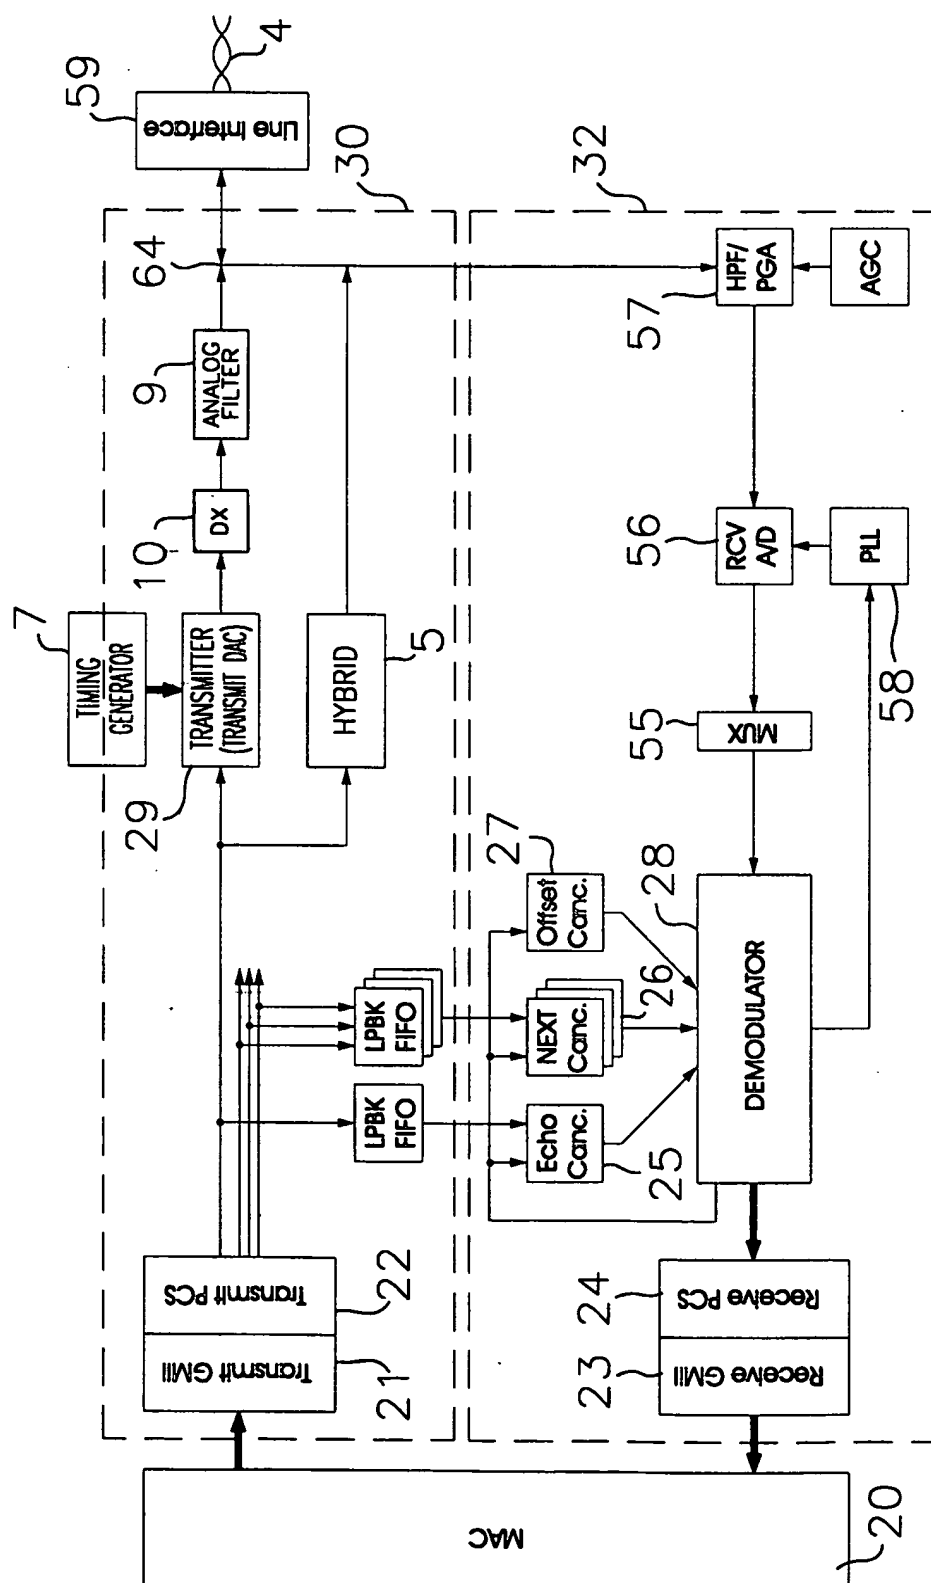 MAC
20
Transmit GMII
21
Transmit PCS
22
LPBK
FIFO
LPBK
FIFO
29
TRANSMITTER
(TRANSMIT DAC)
7
TIMING
GENERATOR
HYBRID
5
10
DX
9
ANALOG
FILTER
64
30
59
Line Interface
4
32
Receive GMII
23
Receive PCS
24
Echo
Canc.
25
NEXT
Canc.
26
Offset
Canc.
27
DEMODULATOR
28
MUX
55
RCV
A/D
56
PLL
58
HPF/
PGA
57
AGC